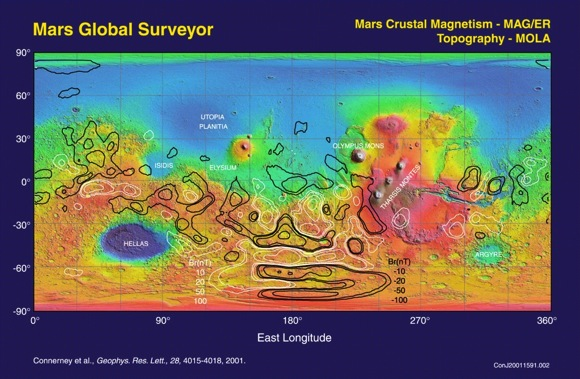 Mars Global Surveyor
Mars Crustal Magnetism - MAG/ER
Topography - MOLA
90°
60°
30°
0°
-30°
-60°
-90°
UTOPIA
PLANITIA
ISIDIS
ELYSIUM
OLYMPUS MONS
THARSIS MONTES
HELLAS
ARGYRE
Br(nT)
10
20
50
100
Br(nT)
-10
-20
-50
-100
0°
90°
180°
270°
360°
East Longitude
Connerney et al., Geophys. Res. Lett., 28, 4015-4018, 2001.
ConJ20011591.002